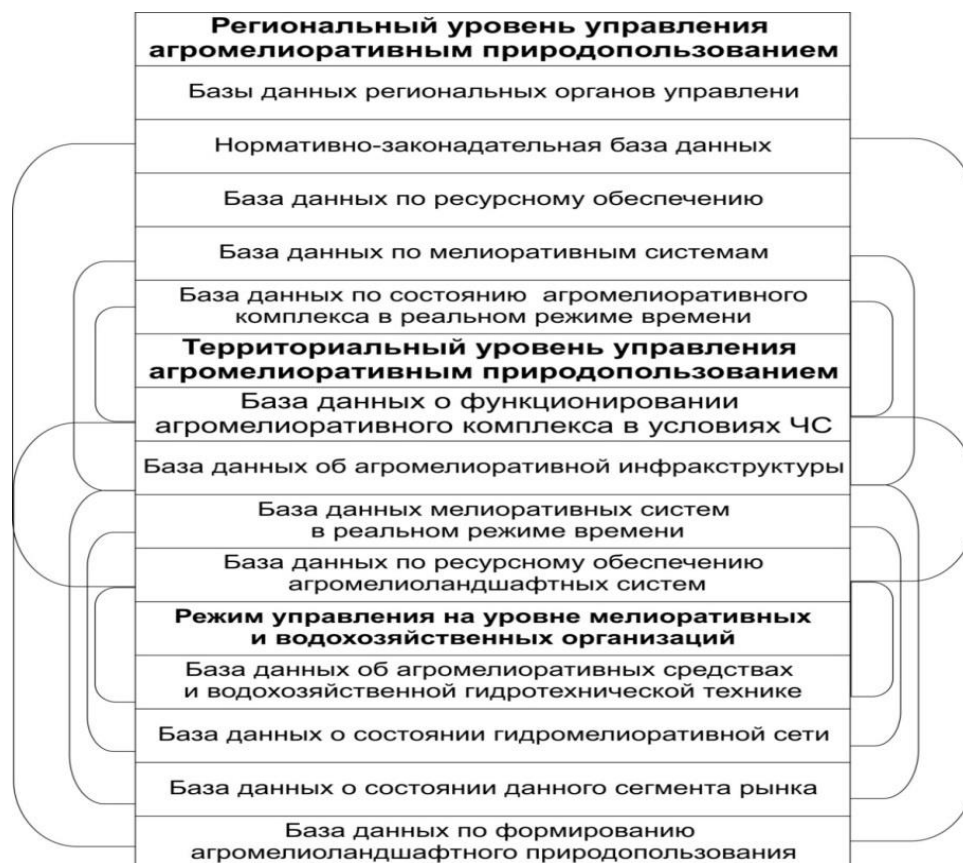 Региональный уровень управления
агромелиоративным природопользованием
Базы данных региональных органов управлени
Нормативно-законадательная база данных
База данных по ресурсному обеспечению
База данных по мелиоративным системам
База данных по состоянию агромелиоративного
комплекса в реальном режиме времени
Территориальный уровень управления
агромелиоративным природопользованием
База данных о функционировании
агромелиоративного комплекса в условиях ЧС
База данных об агромелиоративной инфракструктуры
База данных мелиоративных систем
в реальном режиме времени
База данных по ресурсному обеспечению
агромелиоландшафтных систем
Режим управления на уровне мелиоративных
и водохозяйственных организаций
База данных об агромелиоративных средствах
и водохозяйственной гидротехнической технике
База данных о состоянии гидромелиоративной сети
База данных о состоянии данного сегмента рынка
База данных по формированию
агромелиоландшафтного природопользования